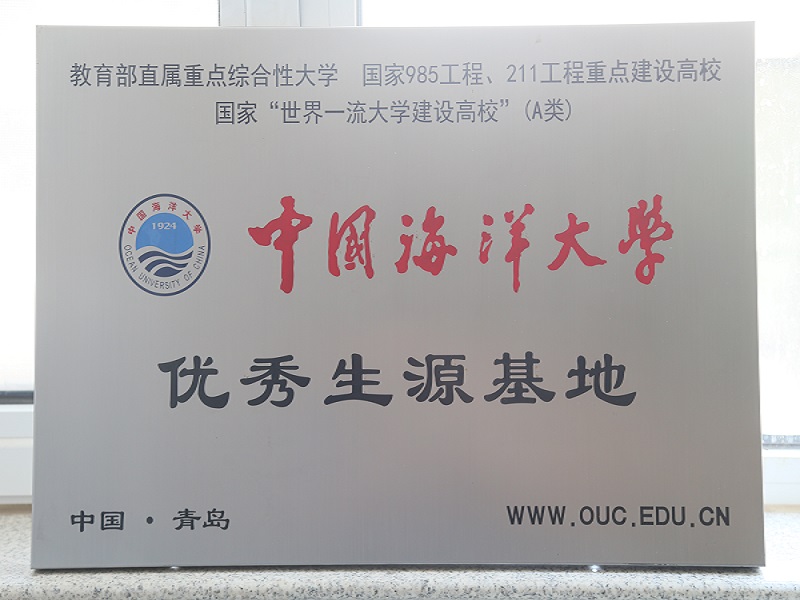 教育部直属重点综合性大学 国家985工程、211工程重点建设高校
国家“世界一流大学建设高校”(A类)
中国海洋大学
1924
OCEAN UNIVERSITY OF CHINA
中国海洋大學
优秀生源基地
中国·青岛
WWW.OUC.EDU.CN